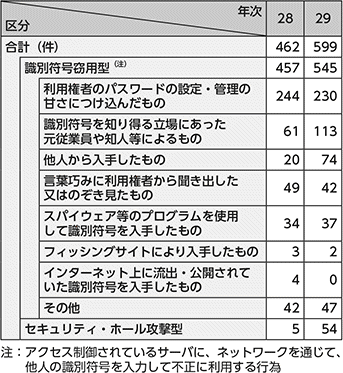 年次
区分
28 29
合計（件） 462 599
識別符号窃用型（注） 457 545
利用権者のパスワードの設定・管理の
甘さにつけ込んだもの 244 230
識別符号を知り得る立場にあった
元従業員や知人等によるもの 61 113
他人から入手したもの 20 74
言葉巧みに利用権者から聞き出した
又はのぞき見たもの 49 42
スパイウェア等のプログラムを使用
して識別符号を入手したもの 34 37
フィッシングサイトにより入手したもの 3 2
インターネット上に流出・公開されて
いた識別符号を入手したもの 4 0
その他 42 47
セキュリティ・ホール攻撃型 5 54
注：アクセス制御されているサーバに、ネットワークを通じて、
他人の識別符号を入力して不正に利用する行為